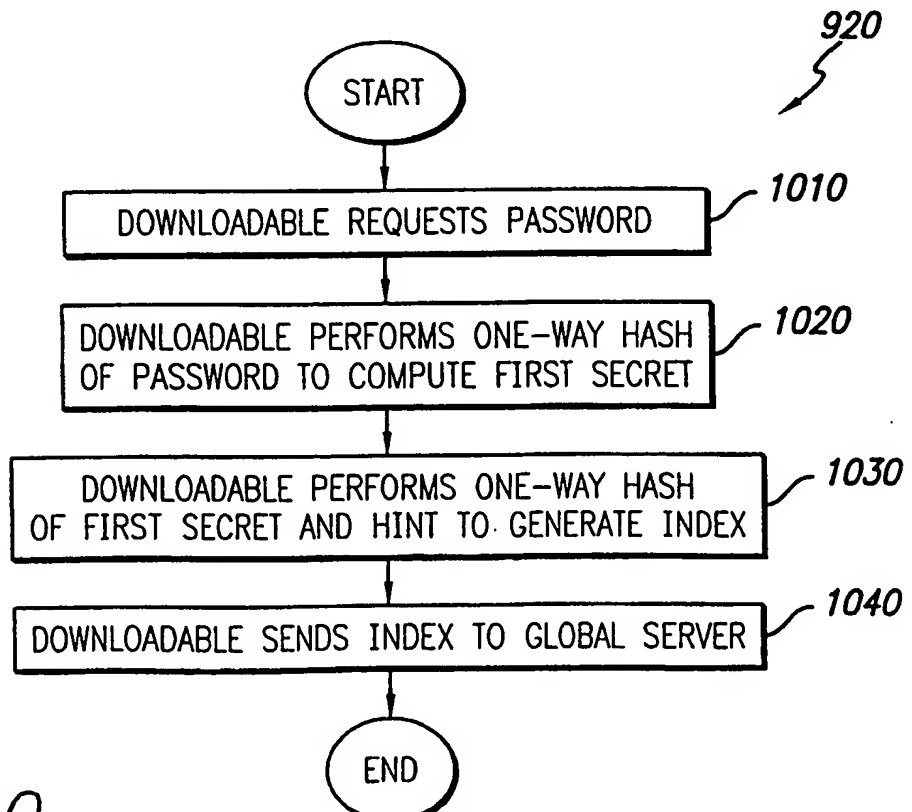 920
START
DOWNLOADABLE REQUESTS PASSWORD
1010
DOWNLOADABLE PERFORMS ONE-WAY HASH
OF PASSWORD TO COMPUTE FIRST SECRET
1020
DOWNLOADABLE PERFORMS ONE-WAY HASH
OF FIRST SECRET AND HINT TO GENERATE INDEX
1030
DOWNLOADABLE SENDS INDEX TO GLOBAL SERVER
1040
END